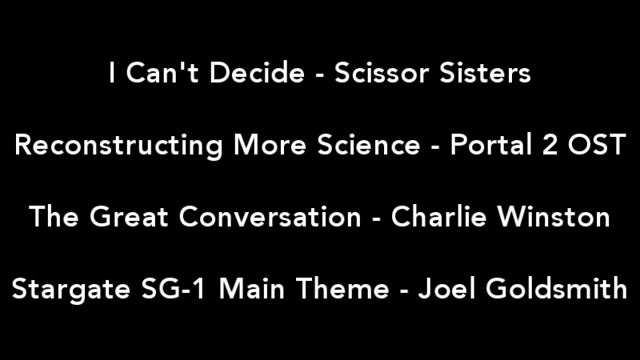 I Can't Decide - Scissor Sisters
Reconstructing More Science - Portal 2 OST
The Great Conversation - Charlie Winston
Stargate SG-1 Main Theme - Joel Goldsmith